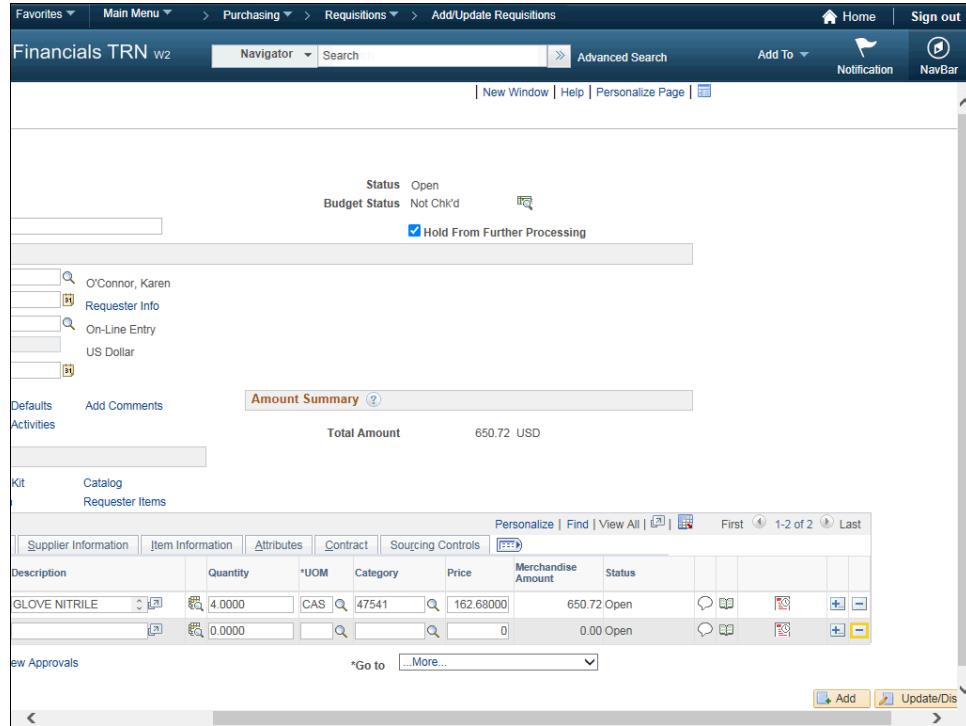 Favorites Main Menu > Purchasing > Requisitions > Add/Update Requisitions Home Sign out
Financials TRN W2 Navigator Search >> Advanced Search Add To Notification NavBar
New Window | Help | Personalize Page |
Status Open
Budget Status Not Chk'd
Hold From Further Processing
O'Connor, Karen
31 Requester Info
On-Line Entry
US Dollar
31
Amount Summary ?
Defaults Add Comments
Activities
Total Amount 650.72 USD
Kit Catalog
Requester Items
Personalize | Find | View All | First 1-2 of 2 Last
Supplier Information Item Information Attributes Contract Sourcing Controls
Description Quantity *UOM Category Price Merchandise Amount Status
GLOVE NITRILE 4.0000 CAS 47541 162.68000 650.72 Open
0.0000 0 0.00 Open
ew Approvals *Go to ...More...
Add Update/Dis